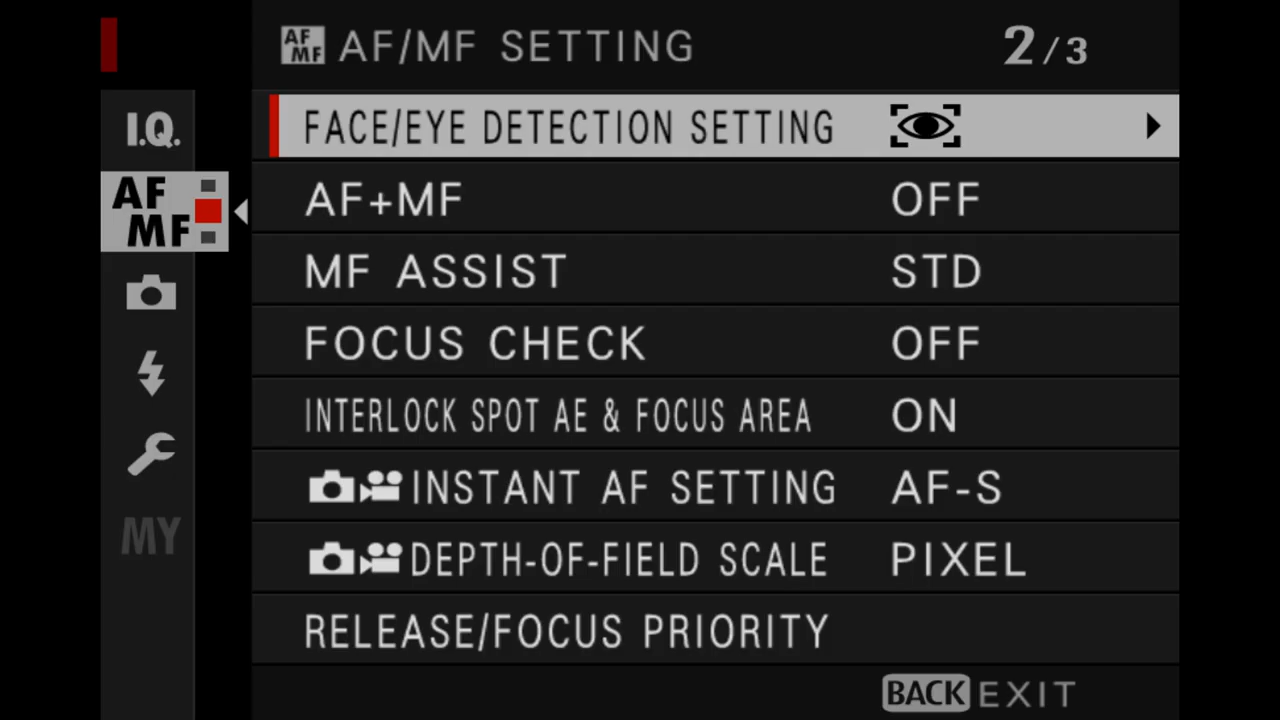 AF MF AF/MF SETTING 2/3
I.Q.
FACE/EYE DETECTION SETTING
AF MF
AF+MF OFF
MF ASSIST STD
FOCUS CHECK OFF
INTERLOCK SPOT AE & FOCUS AREA ON
INSTANT AF SETTING AF-S
MY
DEPTH-OF-FIELD SCALE PIXEL
RELEASE/FOCUS PRIORITY
BACK EXIT